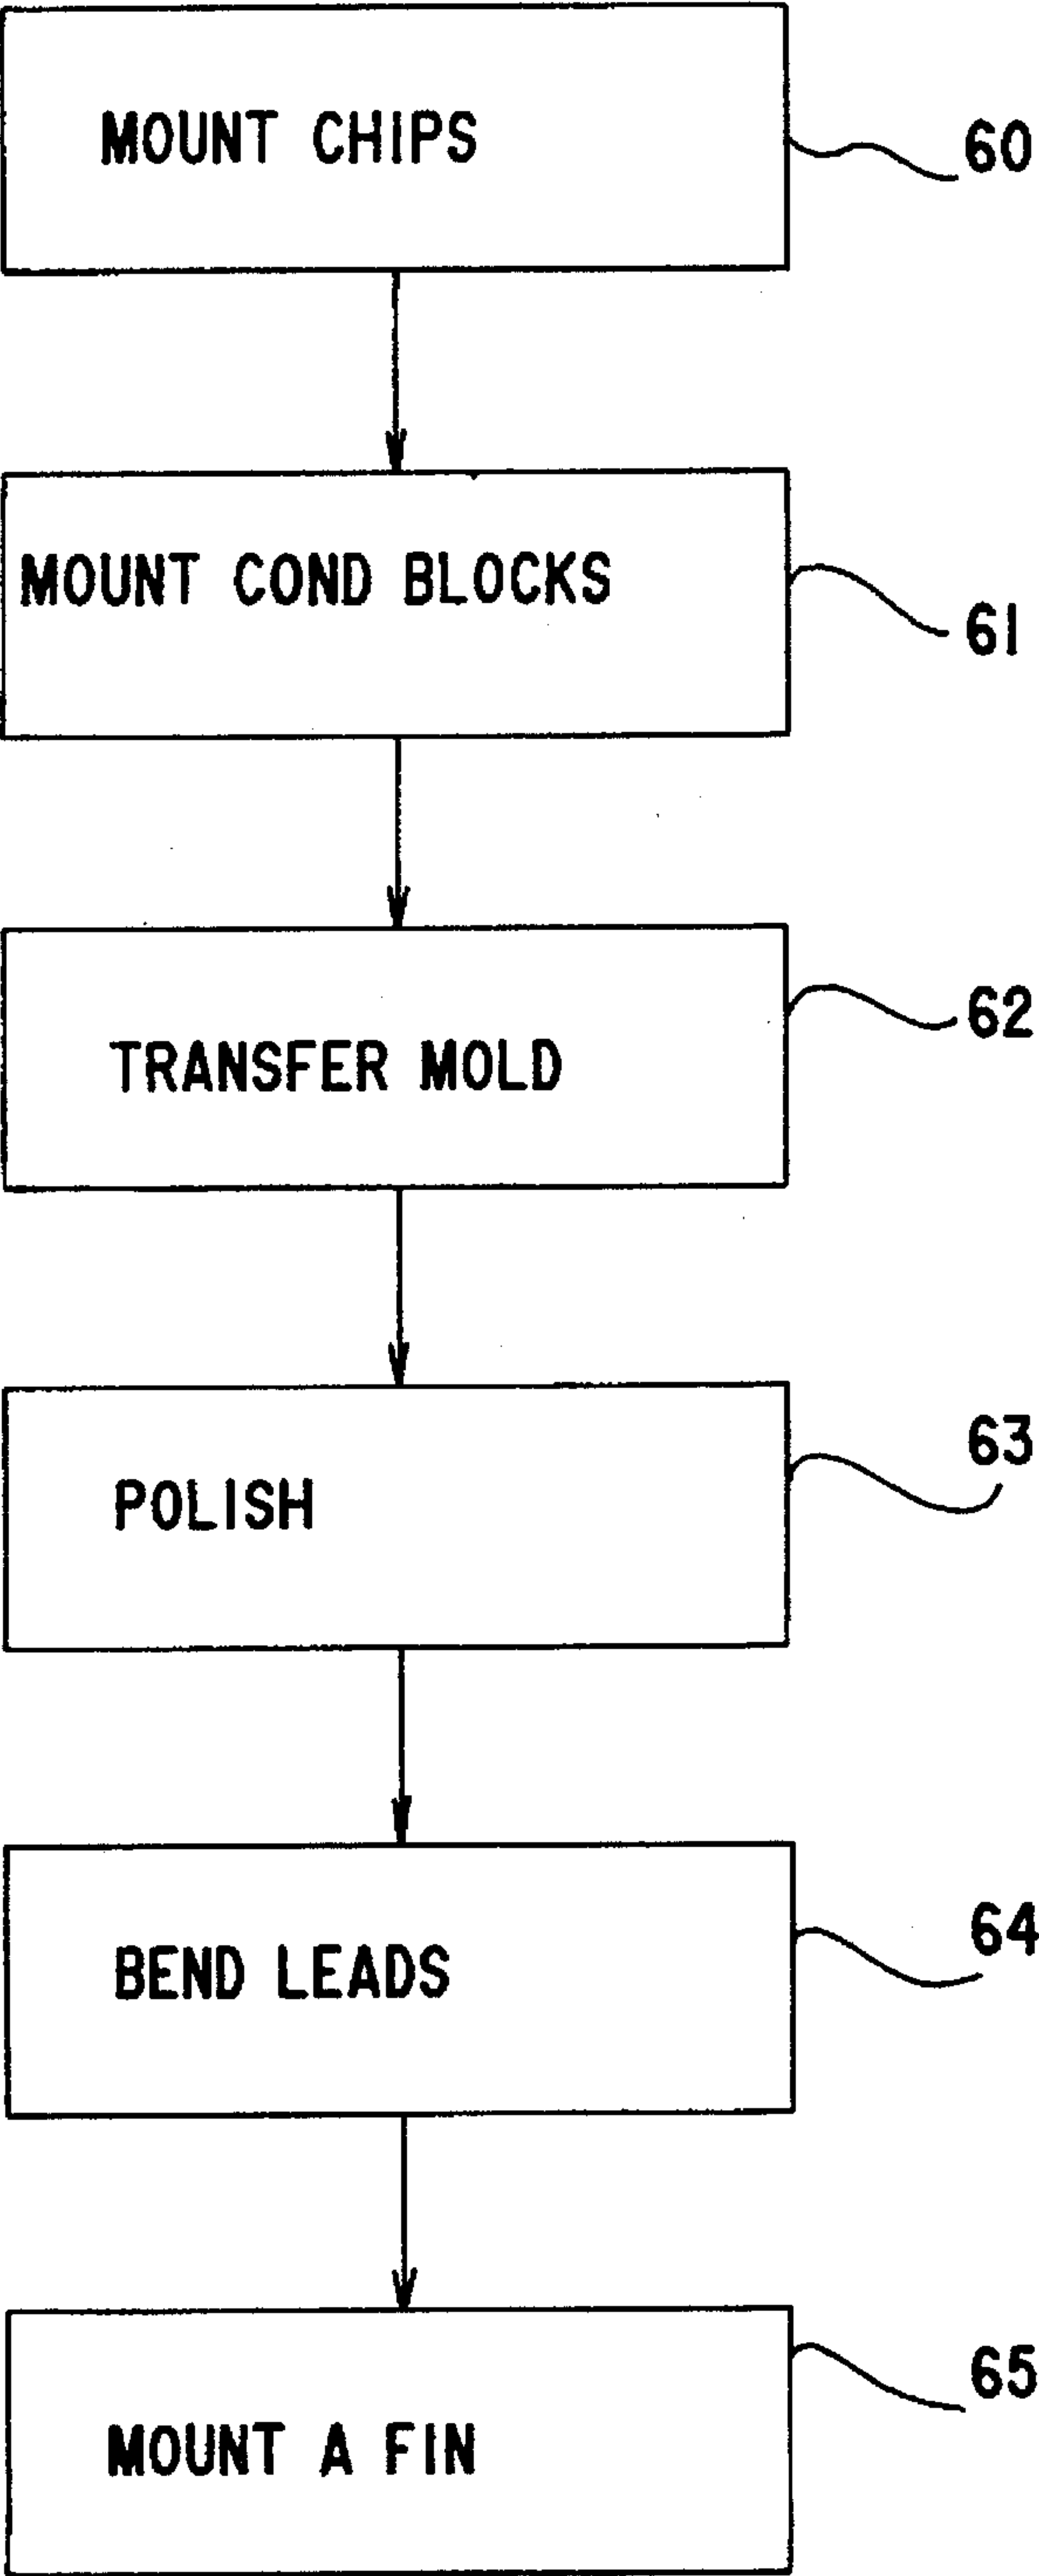 MOUNT CHIPS
60
MOUNT COND BLOCKS
61
62
TRANSFER MOLD
63
POLISH
64
BEND LEADS
65
MOUNT A FIN